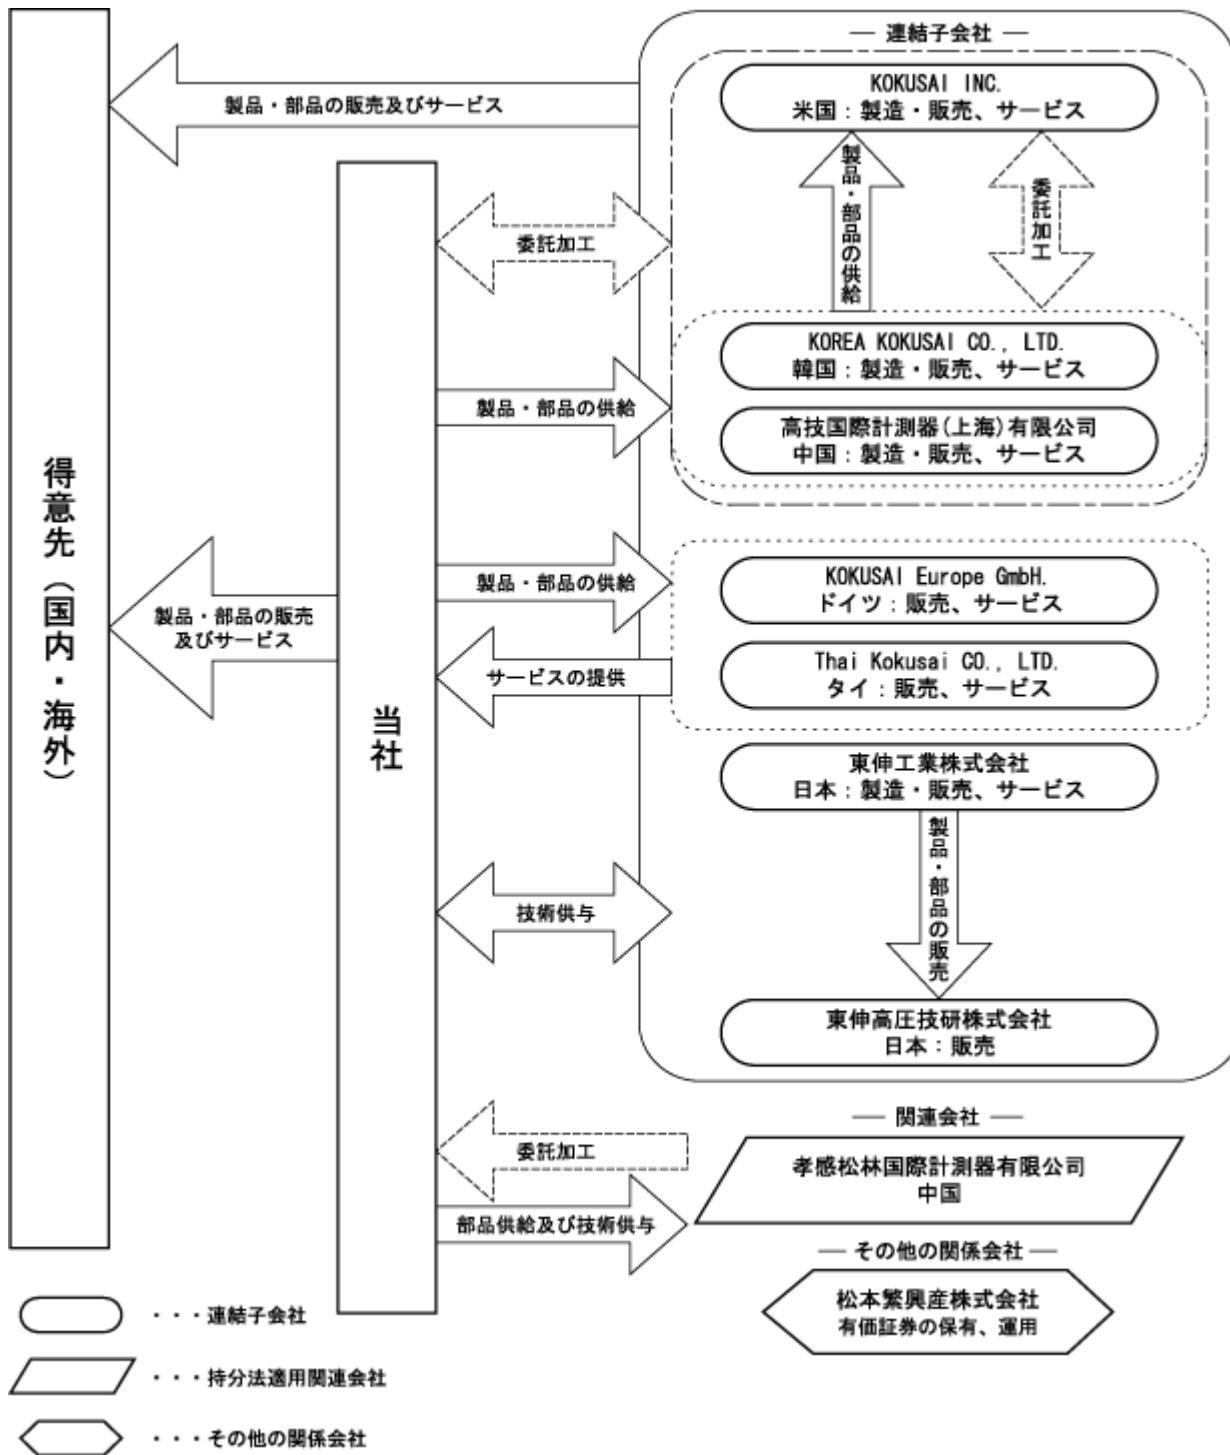 ― 連結子会社 ―
KOKUSAI INC.
米国：製造・販売、サービス
製品・部品の販売及びサービス
製品・部品の供給
委託加工
委託加工
KOREA KOKUSAI CO., LTD.
韓国：製造・販売、サービス
製品・部品の供給
高技国際計測器(上海)有限公司
中国：製造・販売、サービス
得意先（国内・海外）
製品・部品の供給
KOKUSAI Europe GmbH.
ドイツ：販売、サービス
製品・部品の販売
及びサービス
サービスの提供
Thai Kokusai CO., LTD.
タイ：販売、サービス
当社
東伸工業株式会社
日本：製造・販売、サービス
製品・部品の販売
技術供与
東伸高圧技研株式会社
日本：販売
― 関連会社 ―
委託加工
孝感松林国際計測器有限公司
中国
部品供給及び技術供与
― その他の関係会社 ―
松本繁興産株式会社
有価証券の保有、運用
・・・連結子会社
・・・持分法適用関連会社
・・・その他の関係会社